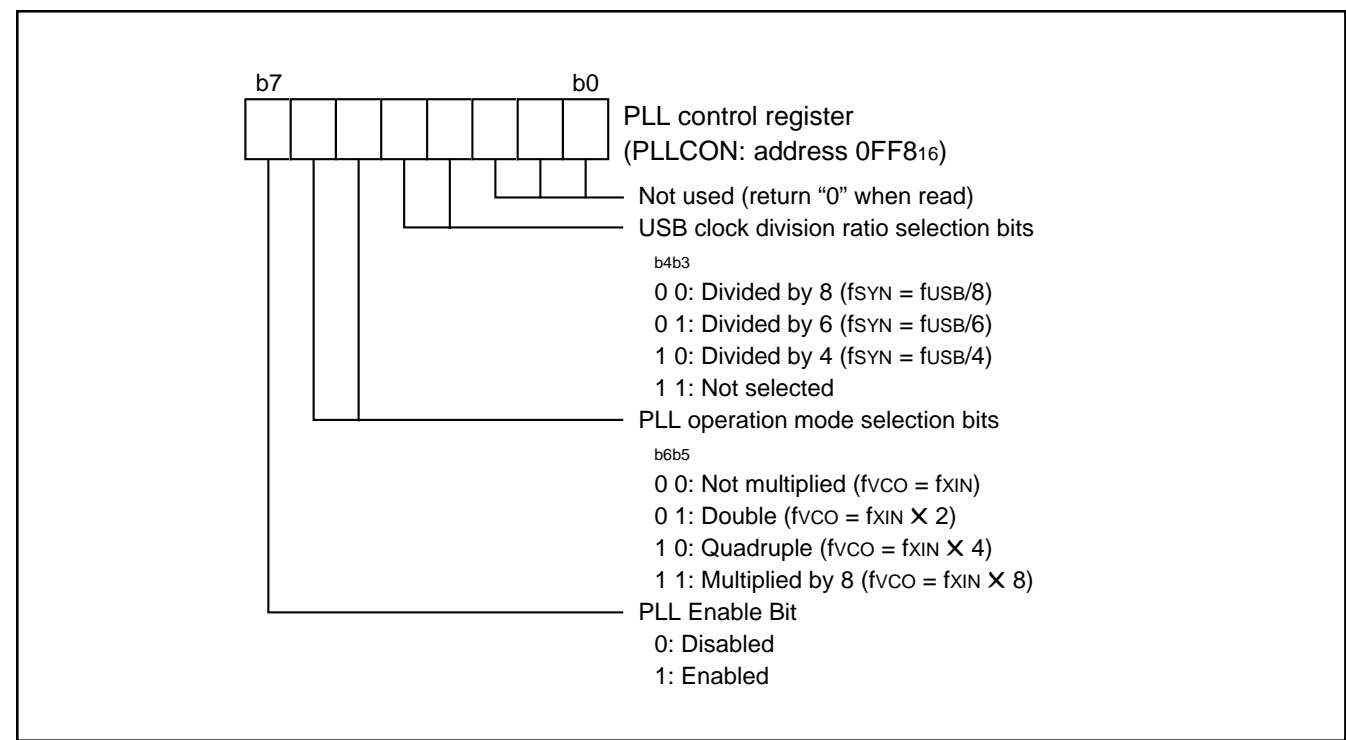 b7 b0
PLL control register
(PLLCON: address 0FF816)
Not used (return “0” when read)
USB clock division ratio selection bits
b4b3
0 0: Divided by 8 (fSYN = fUSB/8)
0 1: Divided by 6 (fSYN = fUSB/6)
1 0: Divided by 4 (fSYN = fUSB/4)
1 1: Not selected
PLL operation mode selection bits
b6b5
0 0: Not multiplied (fVCO = fXIN)
0 1: Double (fVCO = fXIN ✕ 2)
1 0: Quadruple (fVCO = fXIN ✕ 4)
1 1: Multiplied by 8 (fVCO = fXIN ✕ 8)
PLL Enable Bit
0: Disabled
1: Enabled